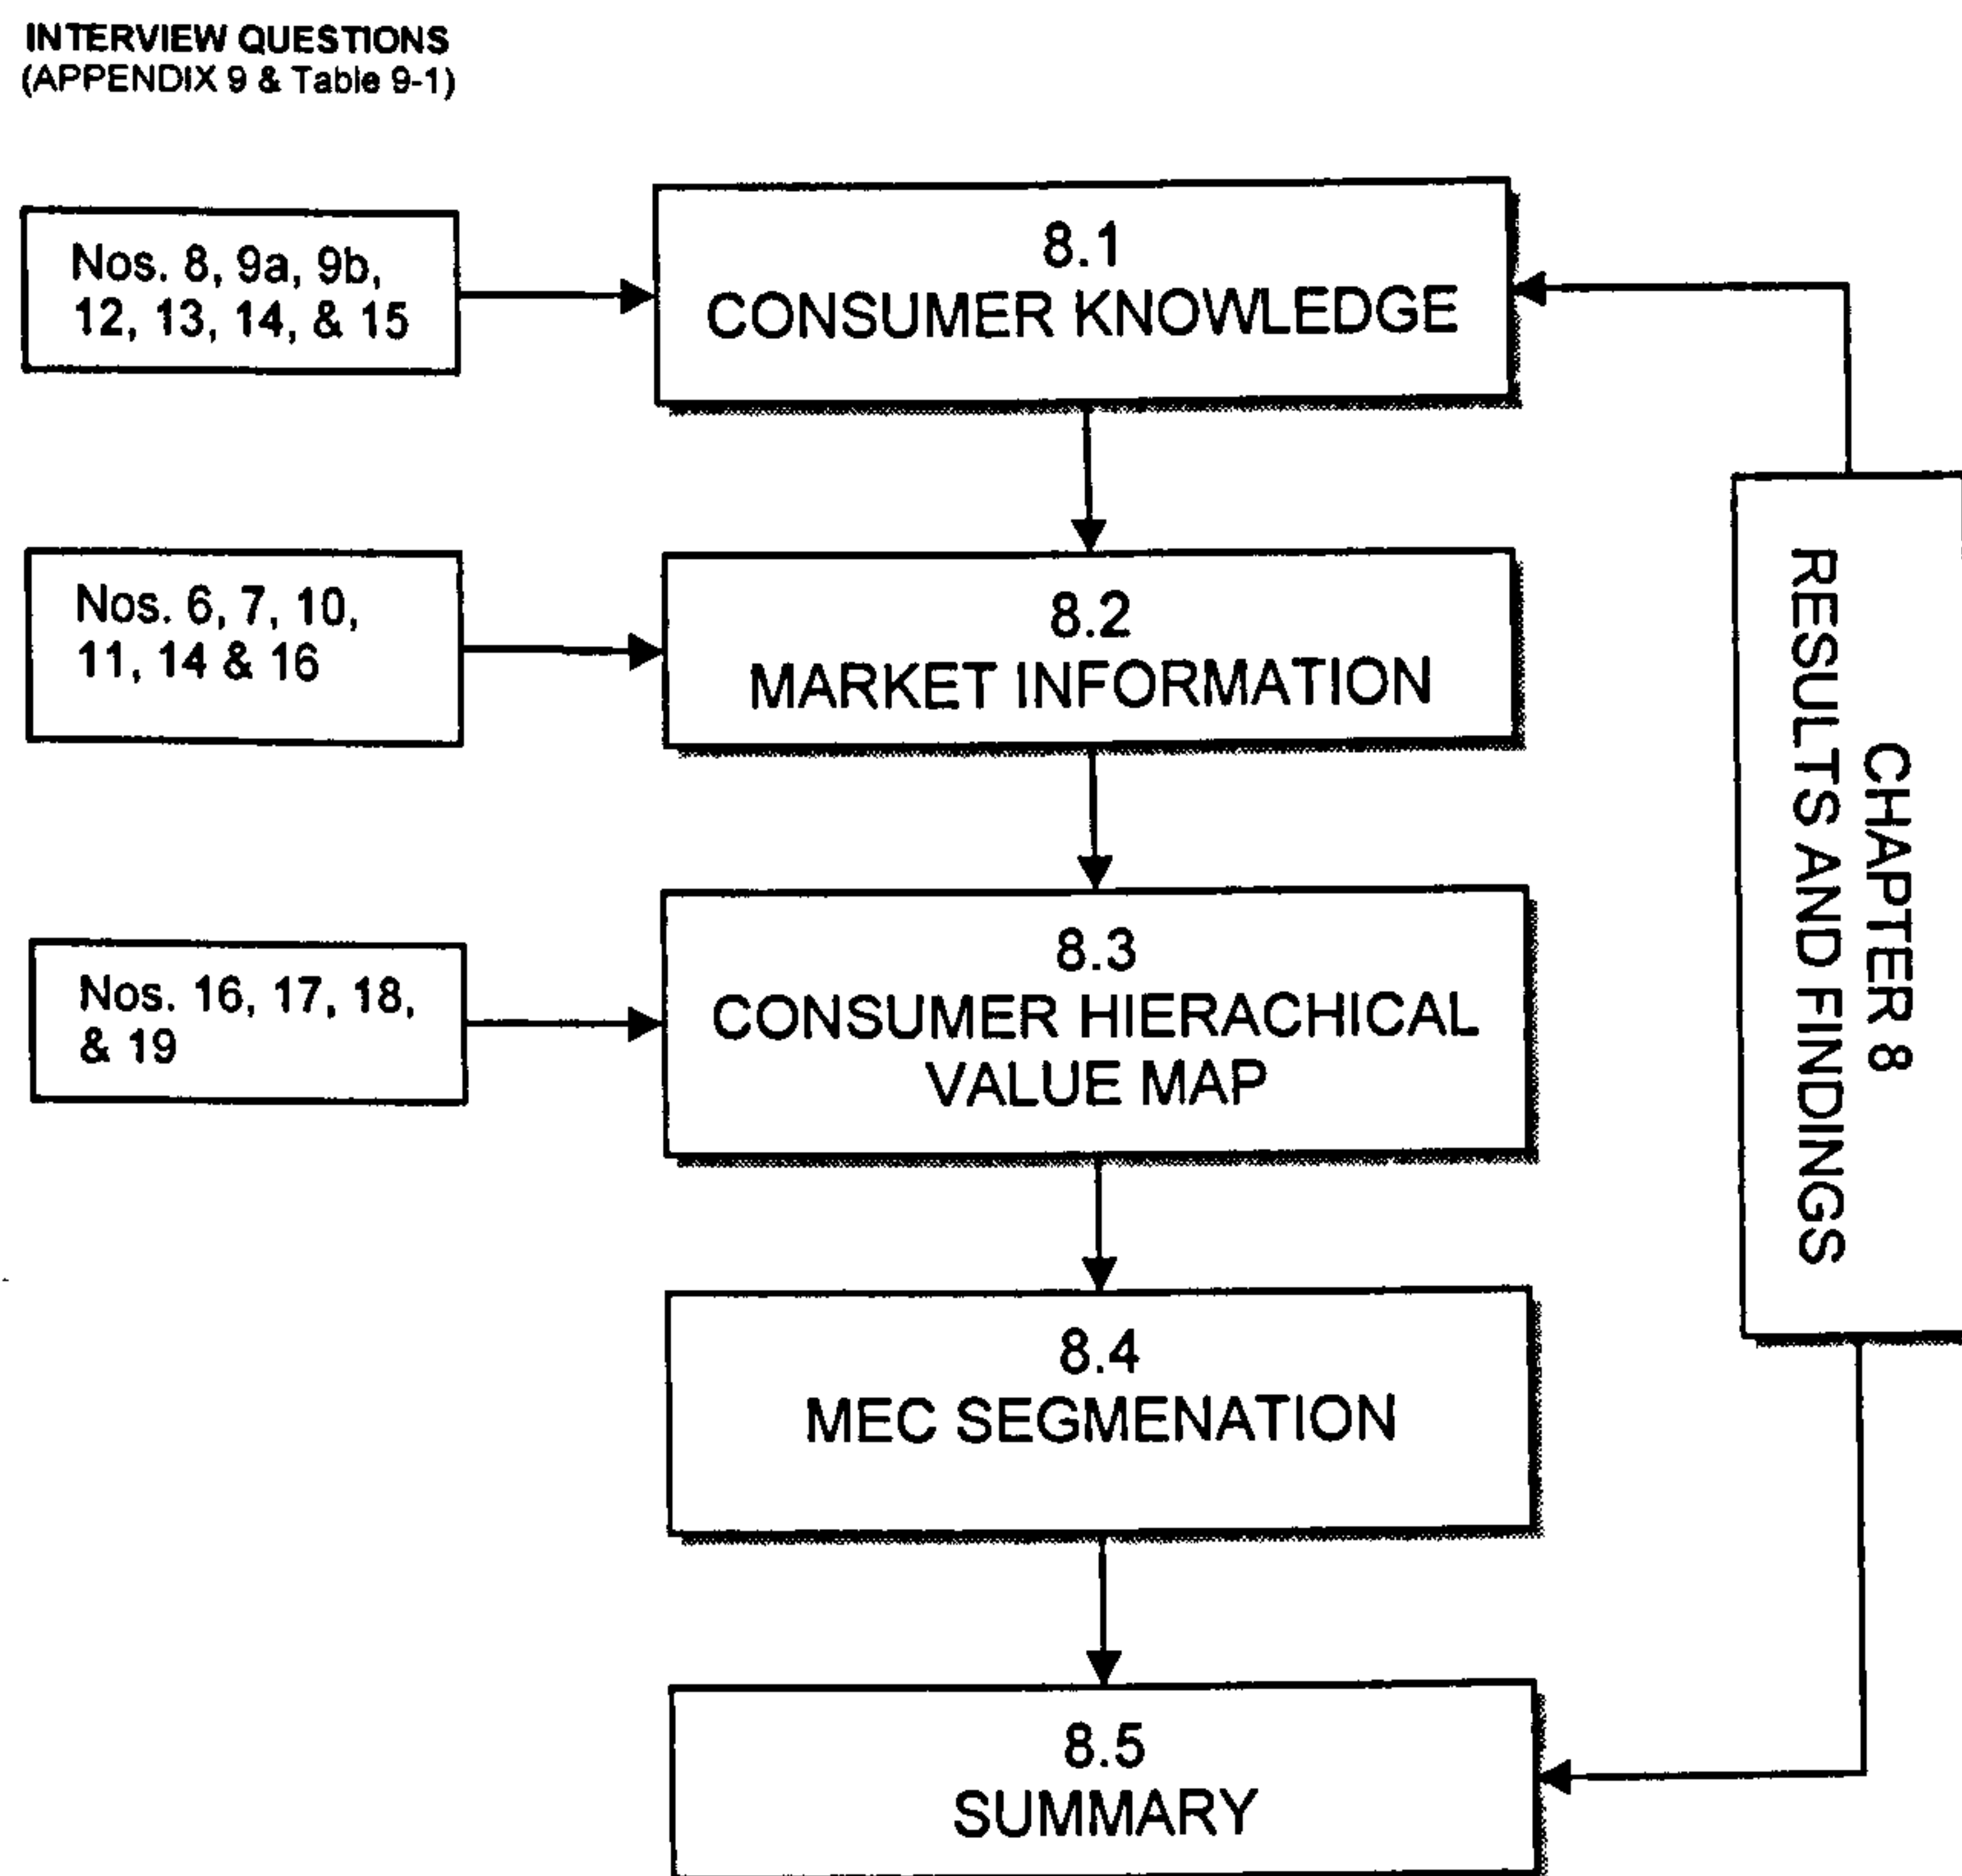 INTERVIEW QUESTIONS
(APPENDIX 9 & Table 9-1)
Nos. 8, 9a, 9b,
12, 13, 14, & 15
8.1
CONSUMER KNOWLEDGE
Nos. 6, 7, 10,
11, 14 & 16
8.2
MARKET INFORMATION
Nos. 16, 17, 18,
& 19
8.3
CONSUMER HIERACHICAL
VALUE MAP
8.4
MEC SEGMENATION
8.5
SUMMARY
CHAPTER 8
RESULTS AND FINDINGS